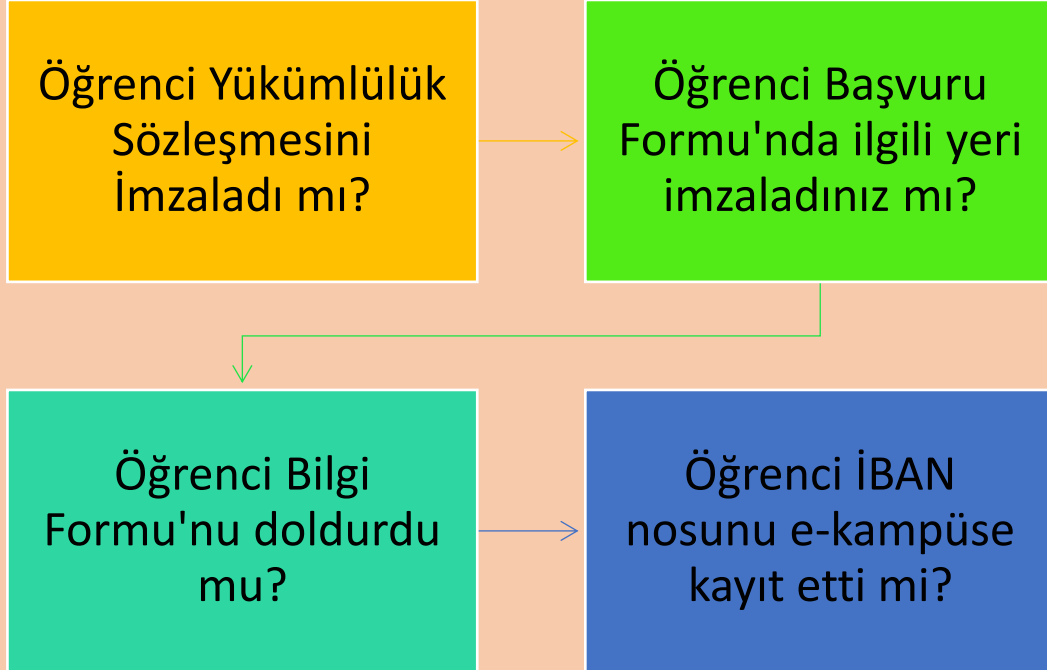 Öğrenci Yükümlülük
Sözleşmesini
İmzaladı mı?
Öğrenci Başvuru
Formu'nda ilgili yeri
imzaladınız mı?
Öğrenci Bilgi
Formu'nu doldurdu
mu?
Öğrenci İBAN
nosunu e-kampüse
kayıt etti mi?